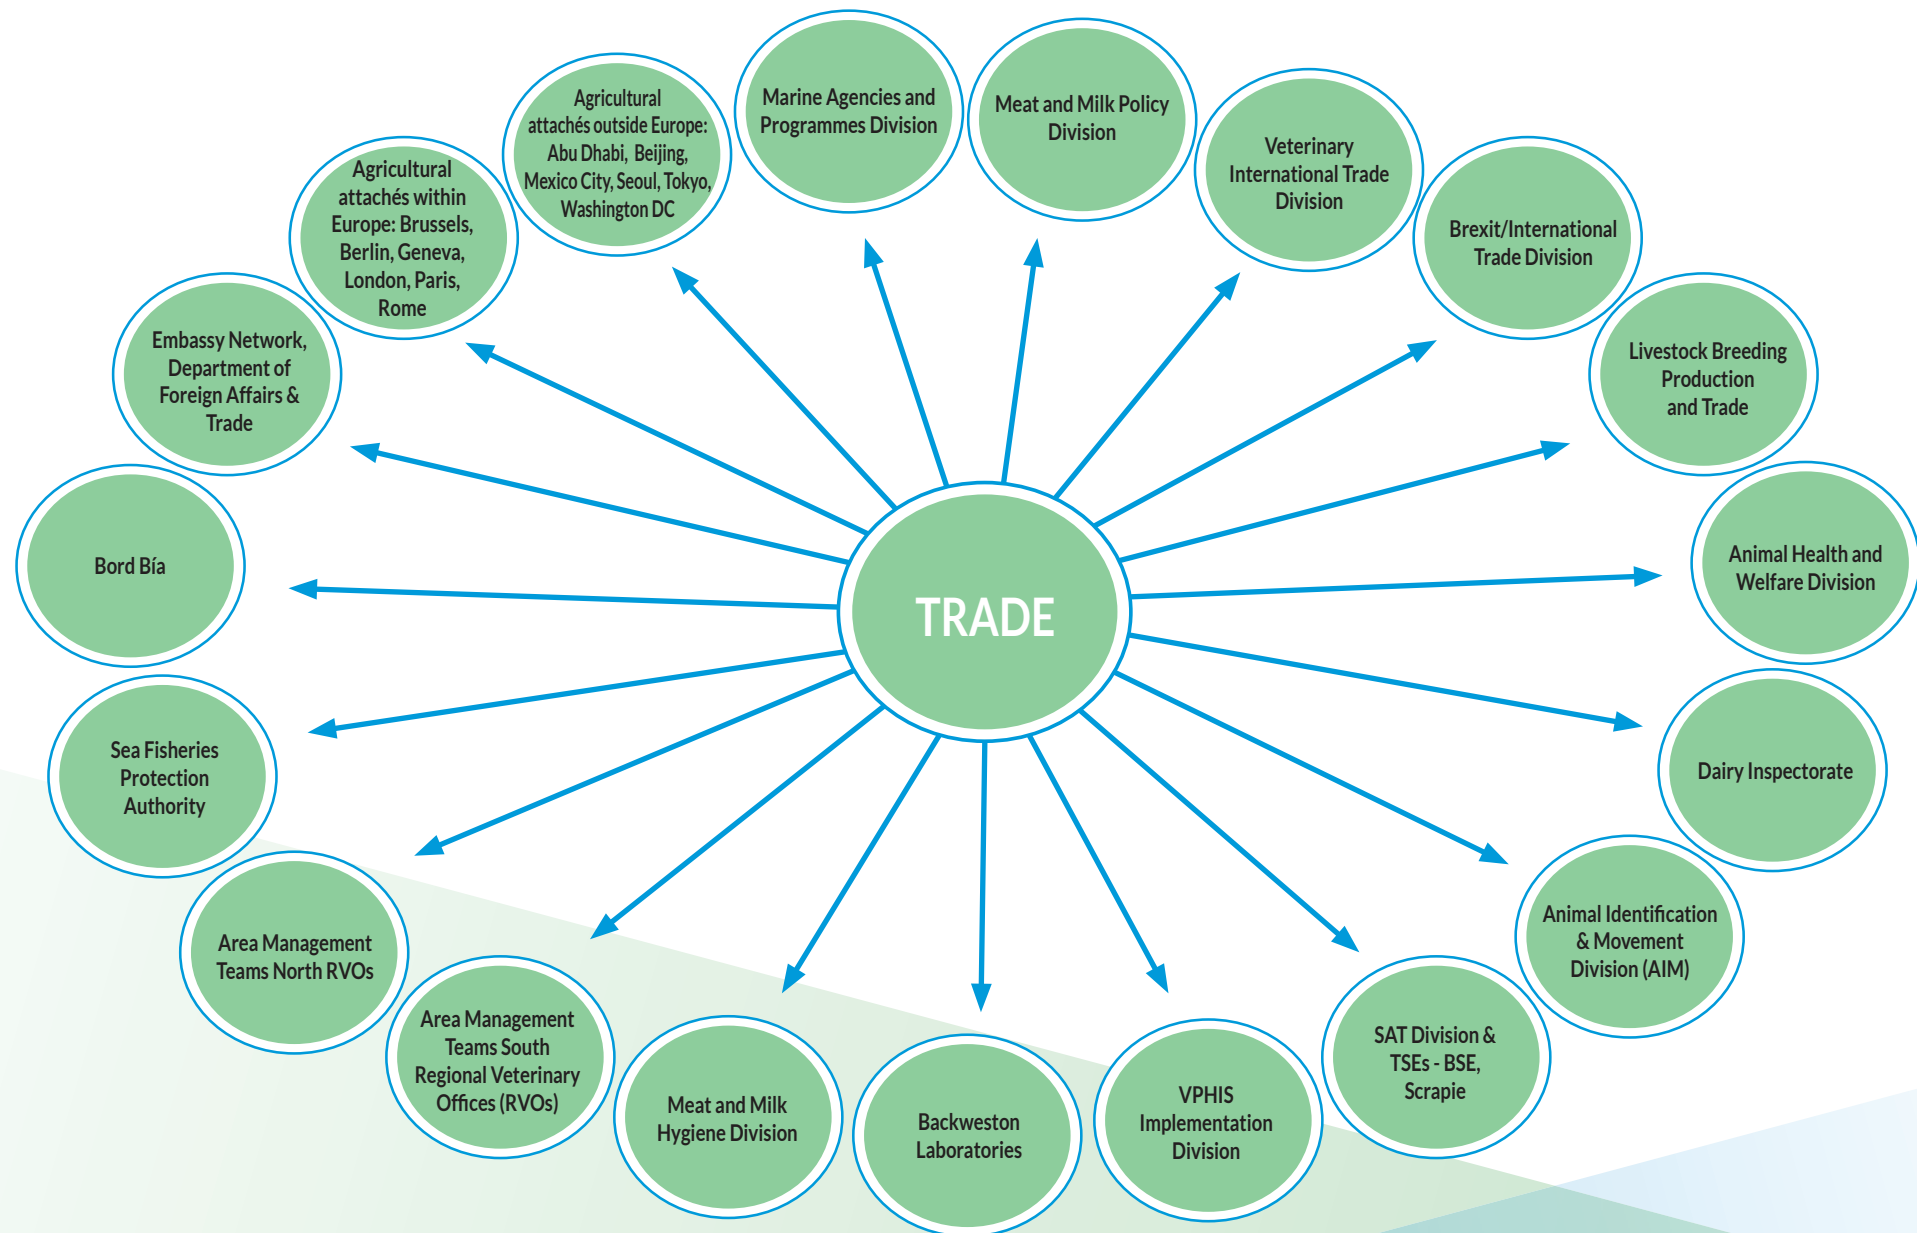 Marine Agencies and
Programmes Division
Meat and Milk Policy
Division
Veterinary
International Trade
Division
Brexit/International
Trade Division
Livestock Breeding
Production
and Trade
Animal Health and
Welfare Division
Dairy Inspectorate
Animal Identification
& Movement
Division (AIM)
SAT Division &
TSEs - BSE,
Scrapie
VPHIS
Implementation
Division
Backweston
Laboratories
Meat and Milk
Hygiene Division
Area Management
Teams South
Regional Veterinary
Offices (RVOs)
Area Management
Teams North RVOs
Sea Fisheries
Protection
Authority
Bord Bía
Embassy Network,
Department of
Foreign Affairs &
Trade
Agricultural
attachés within
Europe: Brussels,
Berlin, Geneva,
London, Paris,
Rome
Agricultural
attachés outside Europe:
Abu Dhabi, Beijing,
Mexico City, Seoul, Tokyo,
Washington DC
TRADE